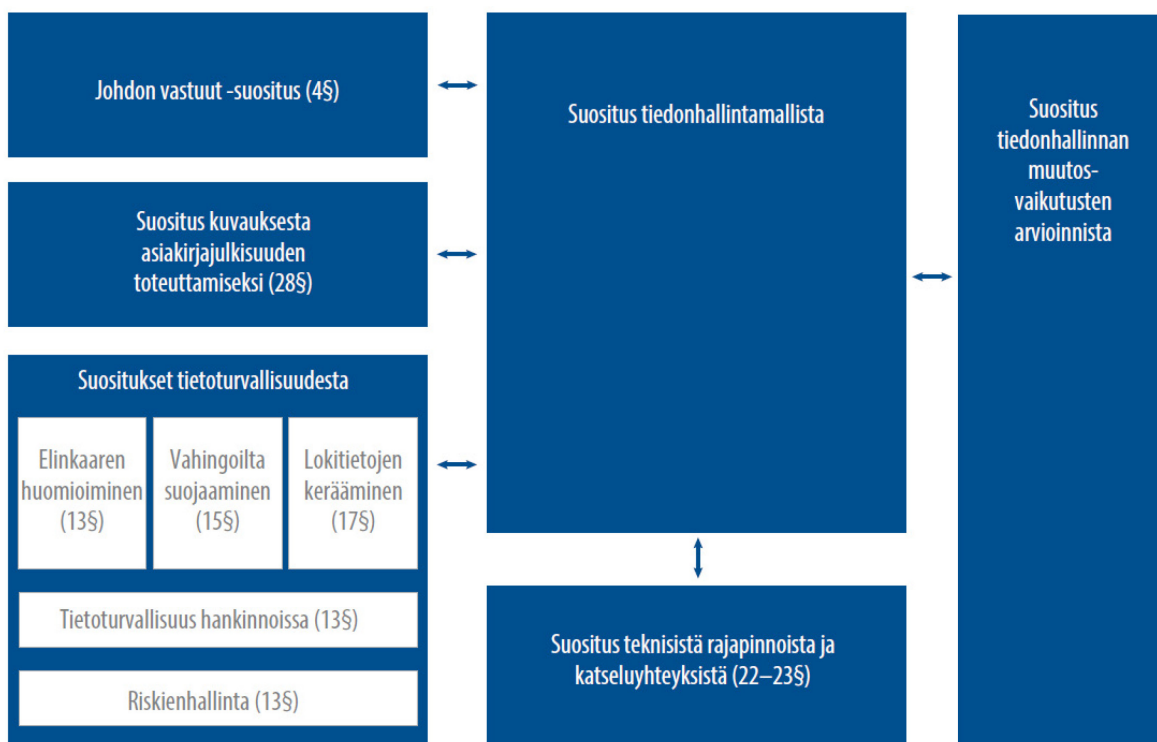 Johdon vastuut -suositus (4§)
Suositus kuvauksesta
asiakirjajulkisuuden
toteuttamiseksi (28§)
Suositukset tietoturvallisuudesta
Elinkaaren
huomioiminen
(13§)
Vahingoilta
suojaaminen
(15§)
Lokitietojen
kerääminen
(17§)
Tietoturvallisuus hankinnoissa (13§)
Riskienhallinta (13§)
Suositus tiedonhallintamallista
Suositus teknisistä rajapinnoista ja
katseluyhteyksistä (22–23§)
Suositus
tiedonhallinnan
muutos-
vaikutusten
arvioinnista